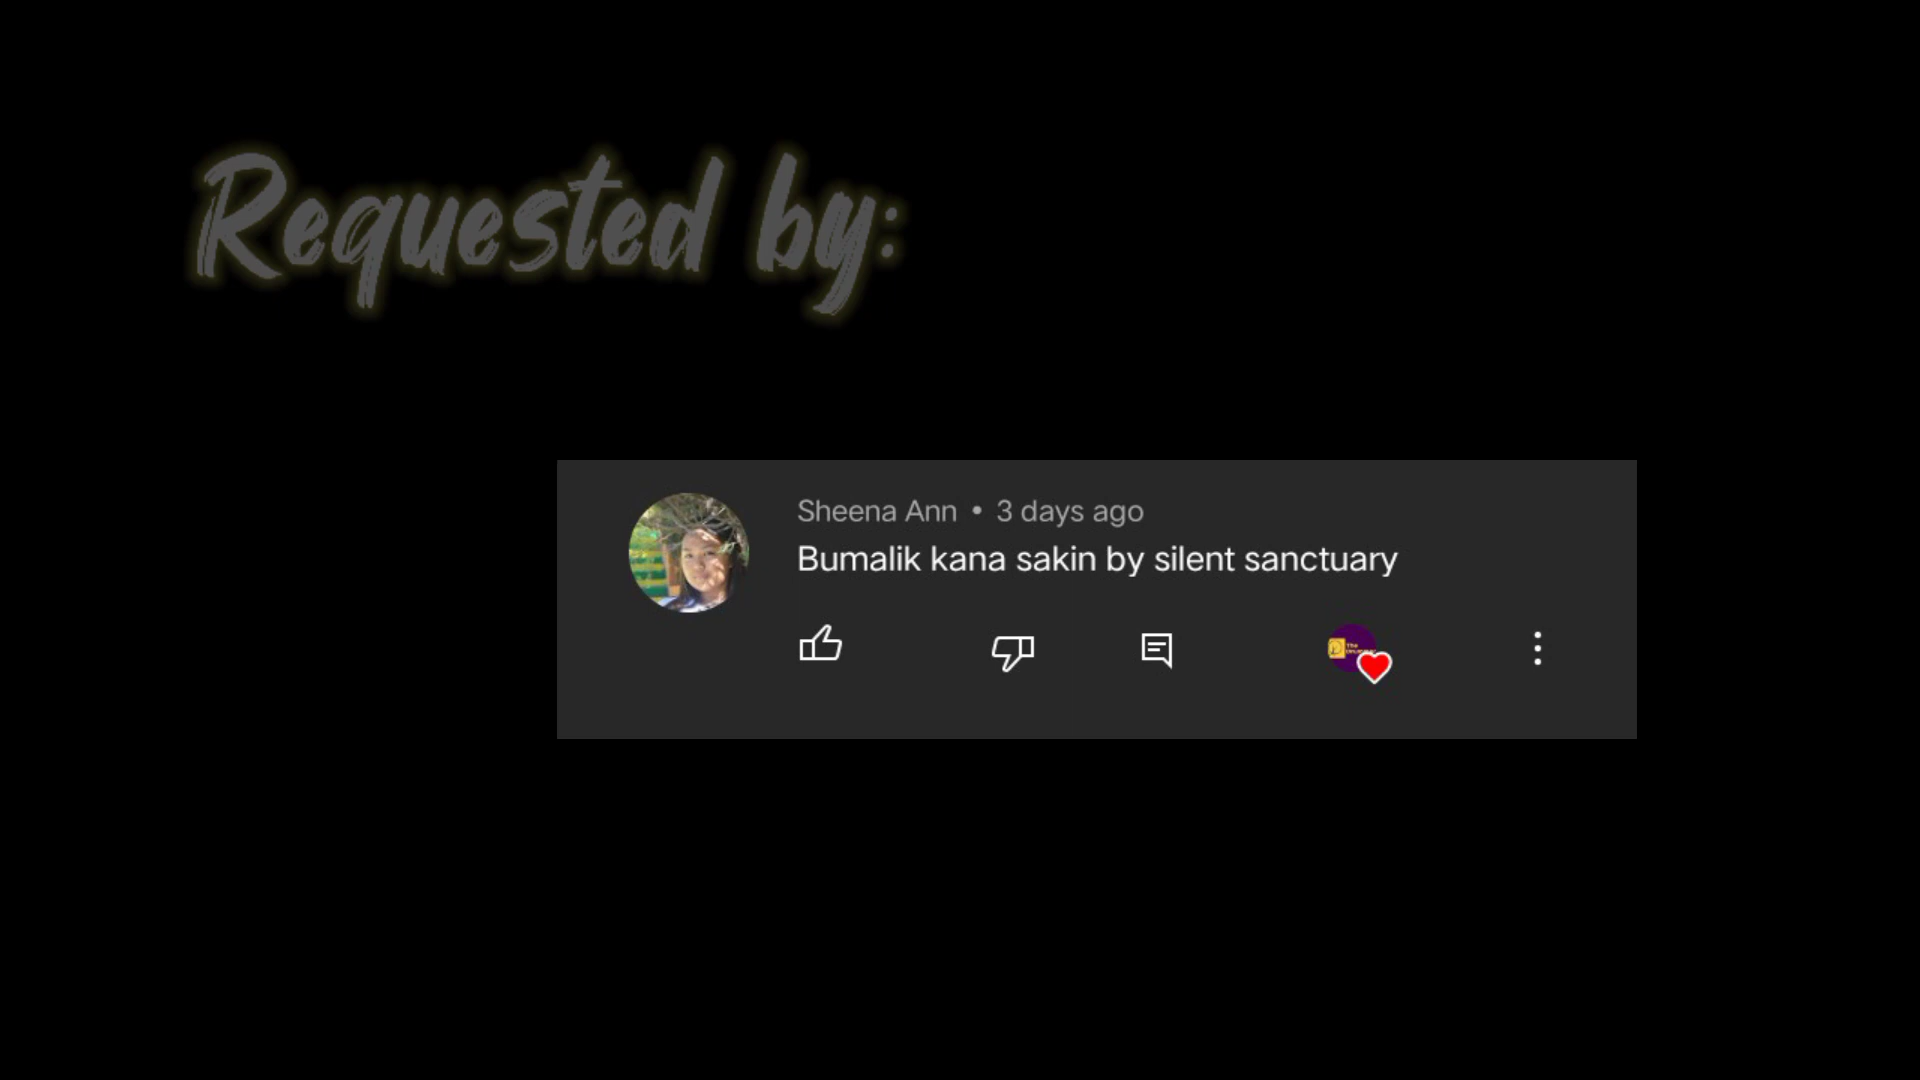 Requested by:
Sheena Ann • 3 days ago
Bumalik kana sakin by silent sanctuary